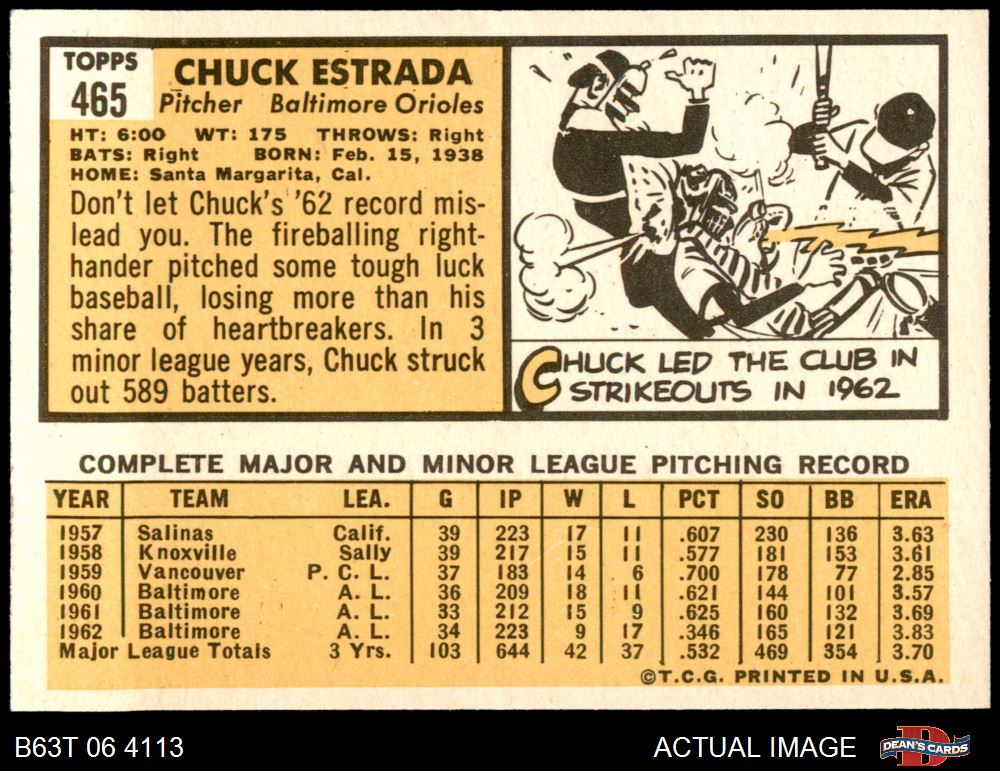 TOPPS
465
CHUCK ESTRADA
Pitcher Baltimore Orioles
HT: 6:00 WT: 175 THROWS: Right
BATS: Right BORN: Feb. 15, 1938
HOME: Santa Margarita, Cal.
Don't let Chuck's '62 record mis-
lead you. The fireballing right-
hander pitched some tough luck
baseball, losing more than his
share of heartbreakers. In 3
minor league years, Chuck struck
out 589 batters.
CHUCK LED THE CLUB IN
STRIKEOUTS IN 1962
COMPLETE MAJOR AND MINOR LEAGUE PITCHING RECORD
YEAR TEAM LEA. G IP W L PCT SO BB ERA
1957 Salinas Calif. 39 223 17 11 .607 230 136 3.63
1958 Knoxville Sally 39 217 15 11 .577 181 153 3.61
1959 Vancouver P. C. L. 37 183 14 6 .700 178 77 2.85
1960 Baltimore A. L. 36 209 18 11 .621 144 101 3.57
1961 Baltimore A. L. 33 212 15 9 .625 160 132 3.69
1962 Baltimore A. L. 34 223 9 17 .346 165 121 3.83
Major League Totals 3 Yrs. 103 644 42 37 .532 469 354 3.70
©T.C.G. PRINTED IN U.S.A.
B63T 06 4113
ACTUAL IMAGE
DEAN'S CARDS